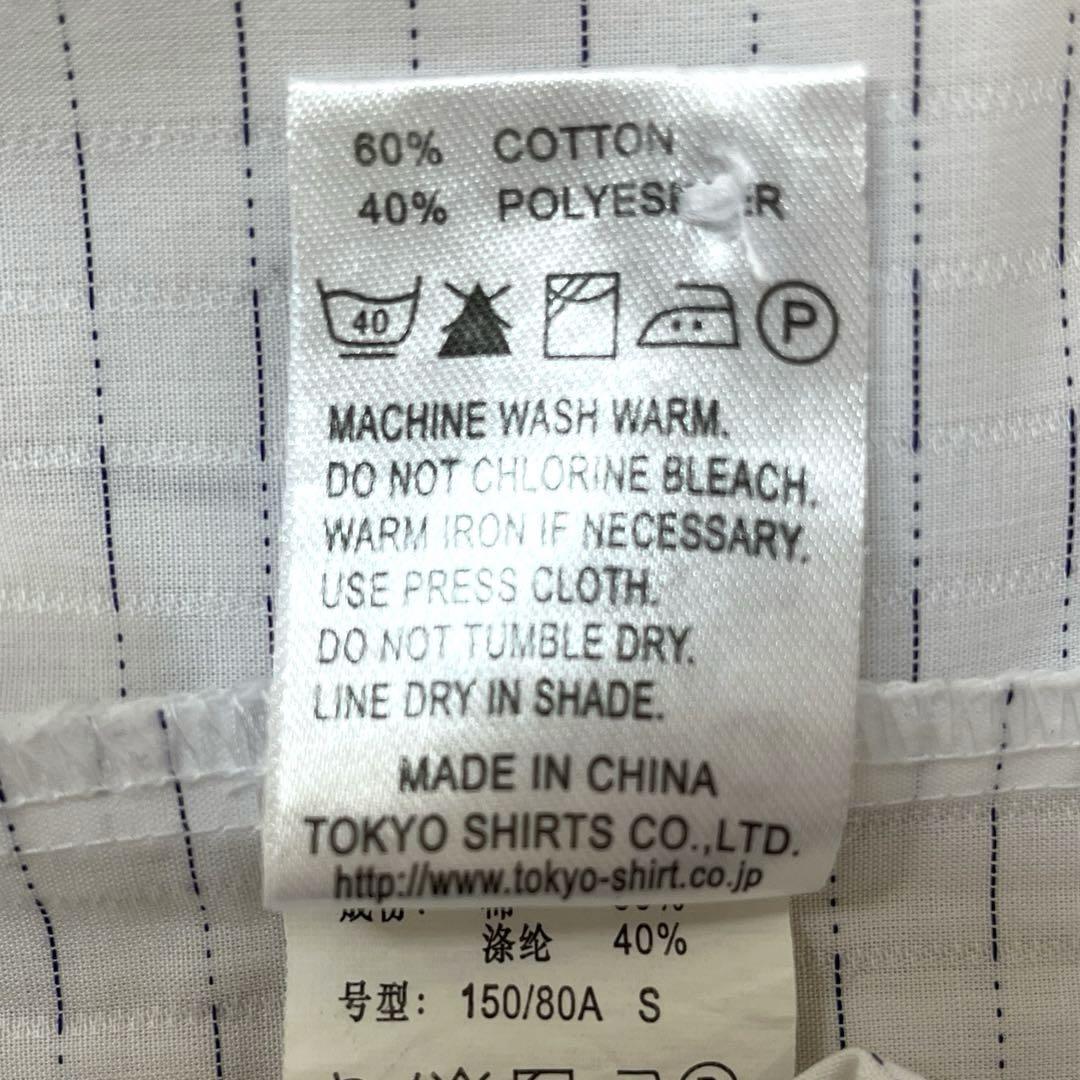 60% COTTON
40% POLYESTER
40
P
MACHINE WASH WARM.
DO NOT CHLORINE BLEACH.
WARM IRON IF NECESSARY.
USE PRESS CLOTH.
DO NOT TUMBLE DRY.
LINE DRY IN SHADE.
MADE IN CHINA
TOKYO SHIRTS CO.,LTD.
http://www.tokyo-shirt.co.jp
涤纶 40%
号型: 150/80A S